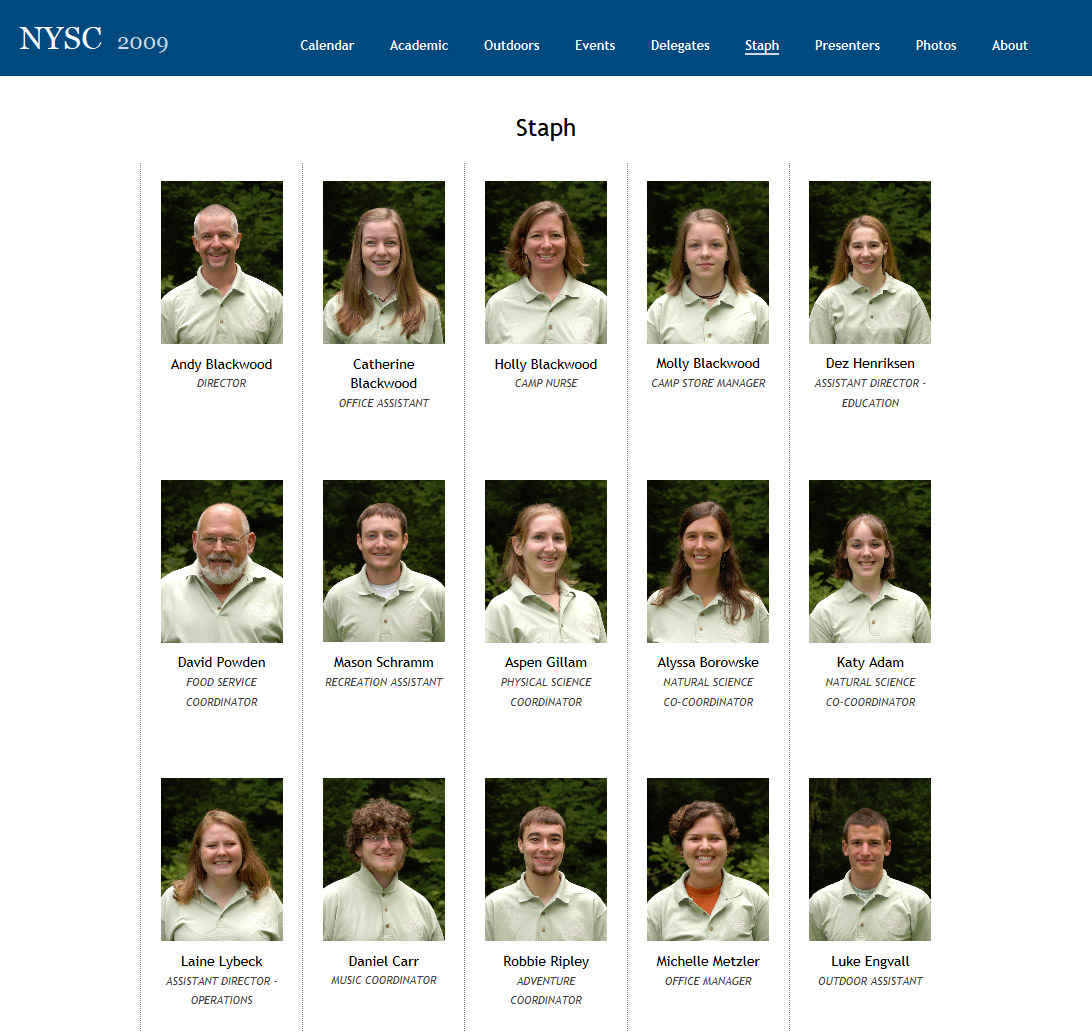 NYSC 2009
Calendar Academic Outdoors Events Delegates Staph Presenters Photos About
Staph
Andy Blackwood
DIRECTOR
Catherine
Blackwood
OFFICE ASSISTANT
Holly Blackwood
CAMP NURSE
Molly Blackwood
CAMP STORE MANAGER
Dez Henriksen
ASSISTANT DIRECTOR -
EDUCATION
David Powden
FOOD SERVICE
COORDINATOR
Mason Schramm
RECREATION ASSISTANT
Aspen Gillam
PHYSICAL SCIENCE
COORDINATOR
Alyssa Borowske
NATURAL SCIENCE
CO-COORDINATOR
Katy Adam
NATURAL SCIENCE
CO-COORDINATOR
Laine Lybeck
ASSISTANT DIRECTOR -
OPERATIONS
Daniel Carr
MUSIC COORDINATOR
Robbie Ripley
ADVENTURE
COORDINATOR
Michelle Metzler
OFFICE MANAGER
Luke Engvall
OUTDOOR ASSISTANT